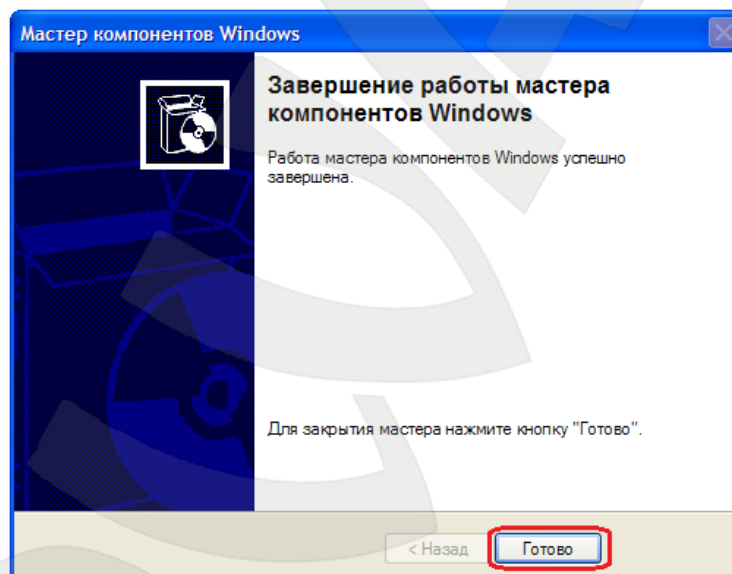 Мастер компонентов Windows
Завершение работы мастера
компонентов Windows
Работа мастера компонентов Windows успешно
завершена.
Для закрытия мастера нажмите кнопку "Готово".
< Назад
Готово